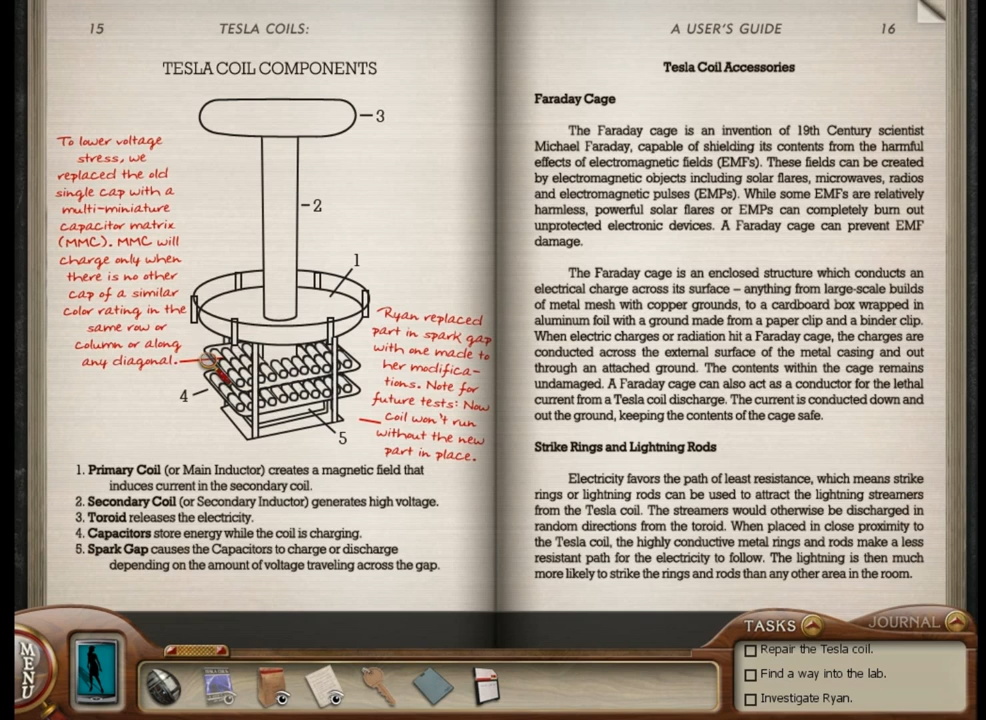 15
TESLA COILS:
TESLA COIL COMPONENTS
3
To lower voltage
stress, we
replaced the old
single cap with a
multi-miniature
capacitor matrix
(MMC). MMC will
charge only when
there is no other
cap of a similar
color rating in the
same row or
column or along
any diagonal.
2
1
Ryan replaced
part in spark gap
with one made to
her modifica-
tions. Note for
future tests: Now
coil won't run
without the new
part in place.
4
5
1. Primary Coil (or Main Inductor) creates a magnetic field that
induces current in the secondary coil.
2. Secondary Coil (or Secondary Inductor) generates high voltage.
3. Toroid releases the electricity.
4. Capacitors store energy while the coil is charging.
5. Spark Gap causes the Capacitors to charge or discharge
depending on the amount of voltage traveling across the gap.
A USER'S GUIDE
16
Tesla Coil Accessories
Faraday Cage
The Faraday cage is an invention of 19th Century scientist
Michael Faraday, capable of shielding its contents from the harmful
effects of electromagnetic fields (EMFs). These fields can be created
by electromagnetic objects including solar flares, microwaves, radios
and electromagnetic pulses (EMPs). While some EMFs are relatively
harmless, powerful solar flares or EMPs can completely burn out
unprotected electronic devices. A Faraday cage can prevent EMF
damage.
The Faraday cage is an enclosed structure which conducts an
electrical charge across its surface – anything from large-scale builds
of metal mesh with copper grounds, to a cardboard box wrapped in
aluminum foil with a ground made from a paper clip and a binder clip.
When electric charges or radiation hit a Faraday cage, the charges are
conducted across the external surface of the metal casing and out
through an attached ground. The contents within the cage remains
undamaged. A Faraday cage can also act as a conductor for the lethal
current from a Tesla coil discharge. The current is conducted down and
out the ground, keeping the contents of the cage safe.
Strike Rings and Lightning Rods
Electricity favors the path of least resistance, which means strike
rings or lightning rods can be used to attract the lightning streamers
from the Tesla coil. The streamers would otherwise be discharged in
random directions from the toroid. When placed in close proximity to
the Tesla coil, the highly conductive metal rings and rods make a less
resistant path for the electricity to follow. The lightning is then much
more likely to strike the rings and rods than any other area in the room.
MENU
TASKS
JOURNAL
Repair the Tesla coil.
Find a way into the lab.
Investigate Ryan.